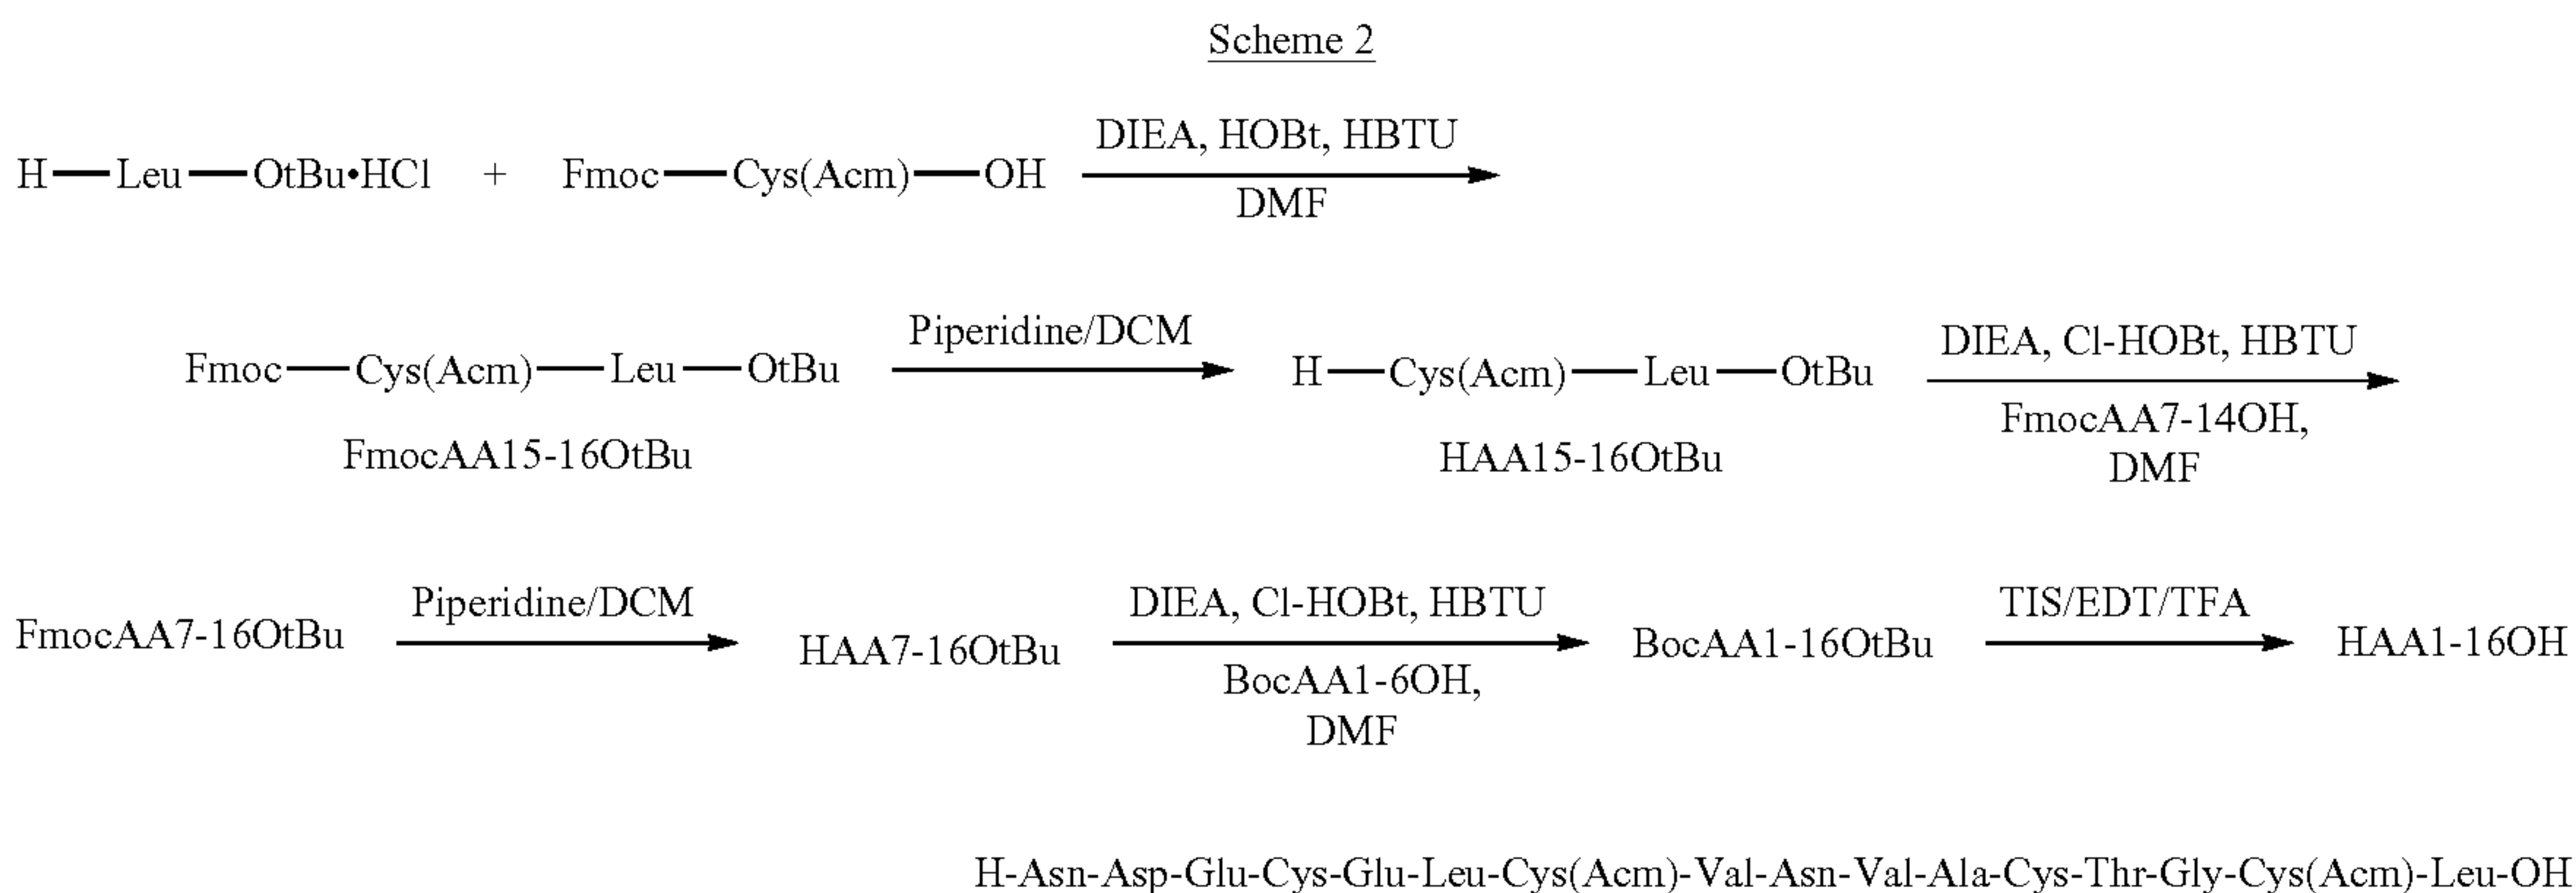 Scheme 2
H—Leu—OtBu•HCl + Fmoc—Cys(Acm)—OH
DIEA, HOBt, HBTU
DMF
Fmoc—Cys(Acm)—Leu—OtBu
FmocAA15-16OtBu
Piperidine/DCM
H—Cys(Acm)—Leu—OtBu
HAA15-16OtBu
DIEA, Cl-HOBt, HBTU
FmocAA7-14OH,
DMF
FmocAA7-16OtBu
Piperidine/DCM
HAA7-16OtBu
DIEA, Cl-HOBt, HBTU
BocAA1-6OH,
DMF
BocAA1-16OtBu
TIS/EDT/TFA
HAA1-16OH
H-Asn-Asp-Glu-Cys-Glu-Leu-Cys(Acm)-Val-Asn-Val-Ala-Cys-Thr-Gly-Cys(Acm)-Leu-OH